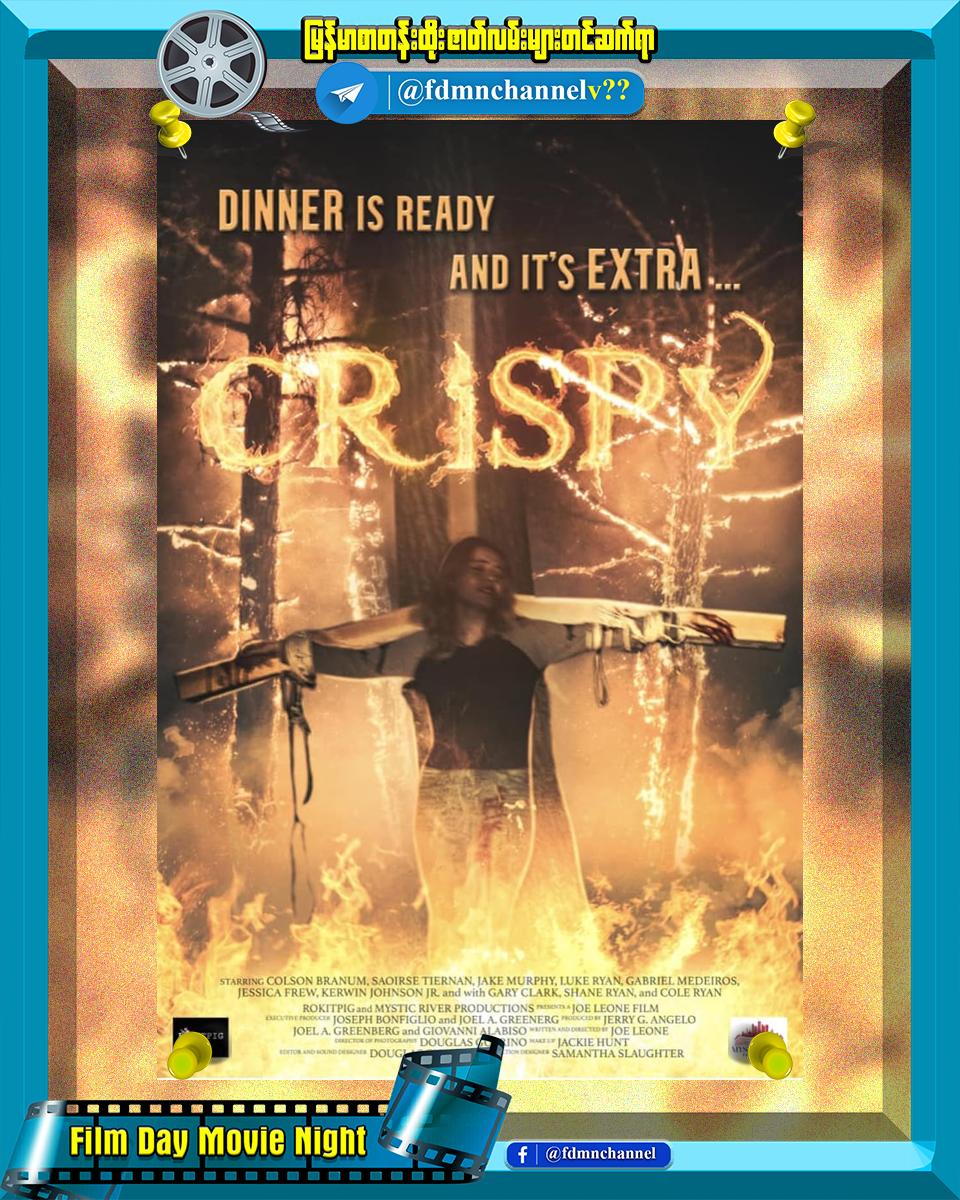 မြန်မာစာတန်းထိုးဇာတ်လမ်းများတင်ဆက်ရာ
@fdmnchannelv??
DINNER IS READY
AND IT'S EXTRA ...
CRISPY
STARRING COLSON BRANUM, SAOIRSE TIERNAN, JAKE MURPHY, LUKE RYAN, GABRIEL MEDEIROS,
JESSICA FREW, KERWIN JOHNSON JR. and with GARY CLARK, SHANE RYAN, and COLE RYAN
ROKITPIG and MYSTIC RIVER PRODUCTIONS PRESENTS A JOE LEONE FILM
EXECUTIVE PRODUCER JOSEPH BONFIGLIO and JOEL A. GREENERG PRODUCED BY JERRY G. ANGELO
JOEL A. GREENBERG and GIOVANNI ALABISO WRITTEN AND DIRECTED BY JOE LEONE
DIRECTOR OF PHOTOGRAPHY DOUGLAS MAKE UP JACKIE HUNT
EDITOR AND SOUND DESIGNER DESIGNER SAMANTHA SLAUGHTER
Film Day Movie Night
@fdmnchannel